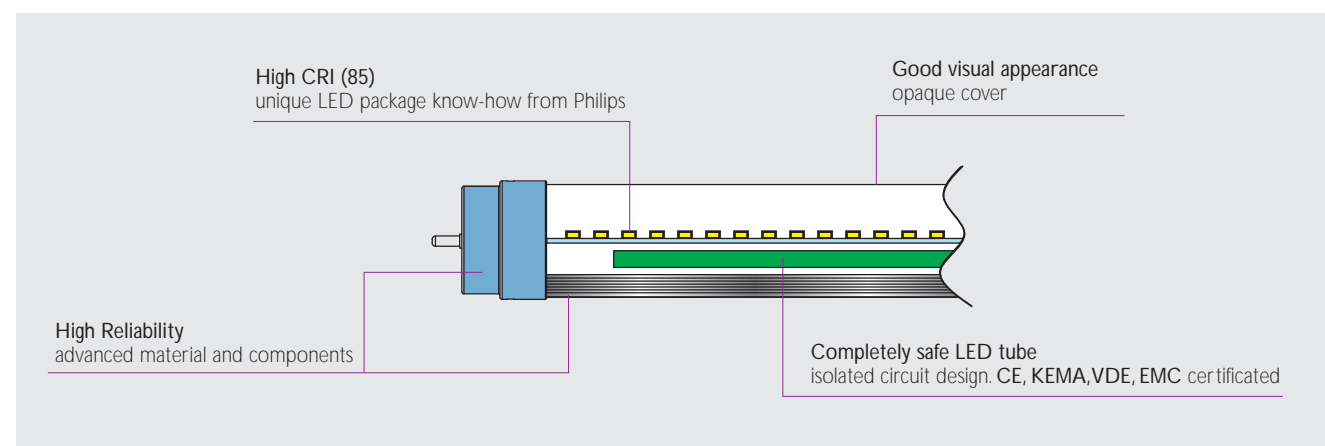 High CRI (85)
unique LED package know-how from Philips
Good visual appearance
opaque cover
High Reliability
advanced material and components
Completely safe LED tube
isolated circuit design. CE, KEMA, VDE, EMC certificated